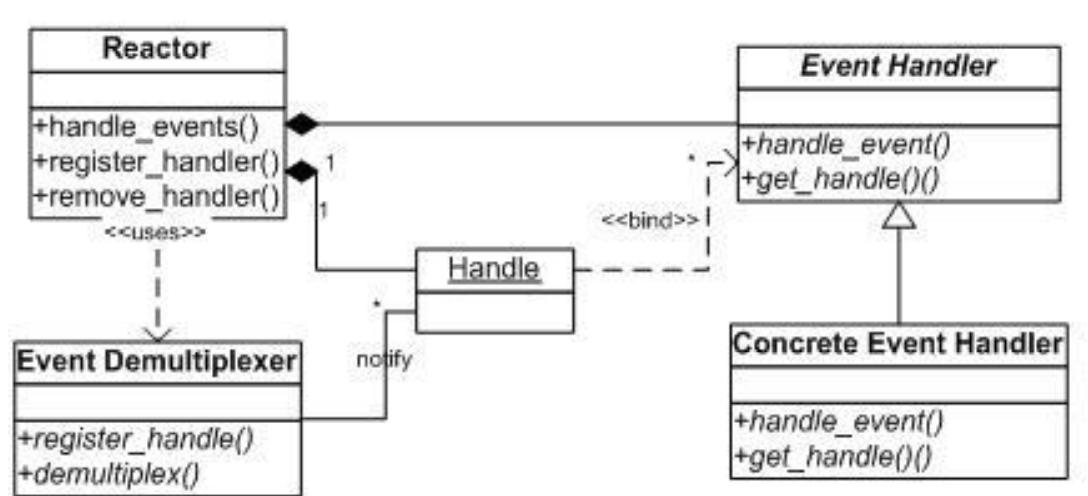 Reactor
+handle_events()
+register_handler()
+remove_handler()
1
1
<<uses>>
Event Handler
+handle_event()
+get_handle()()
*
<<bind>>
Handle
*
notify
Event Demultiplexer
+register_handle()
+demultiplex()
Concrete Event Handler
+handle_event()
+get_handle()()